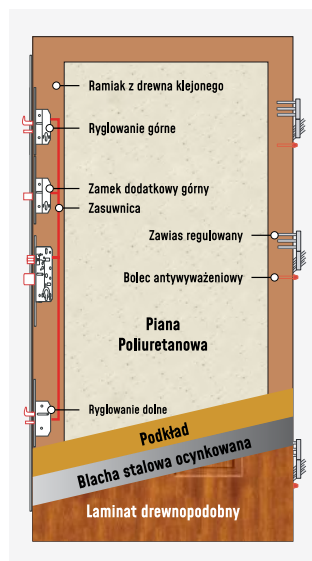 Ramiak z drewna klejonego
Ryglowanie górne
Zamek dodatkowy górny
Zasuwnica
Zawias regulowany
Bolec antywyważeniowy
Piana
Poliuretanowa
Ryglowanie dolne
Podkład
Blacha stalowa ocynkowana
Laminat drewnopodobny